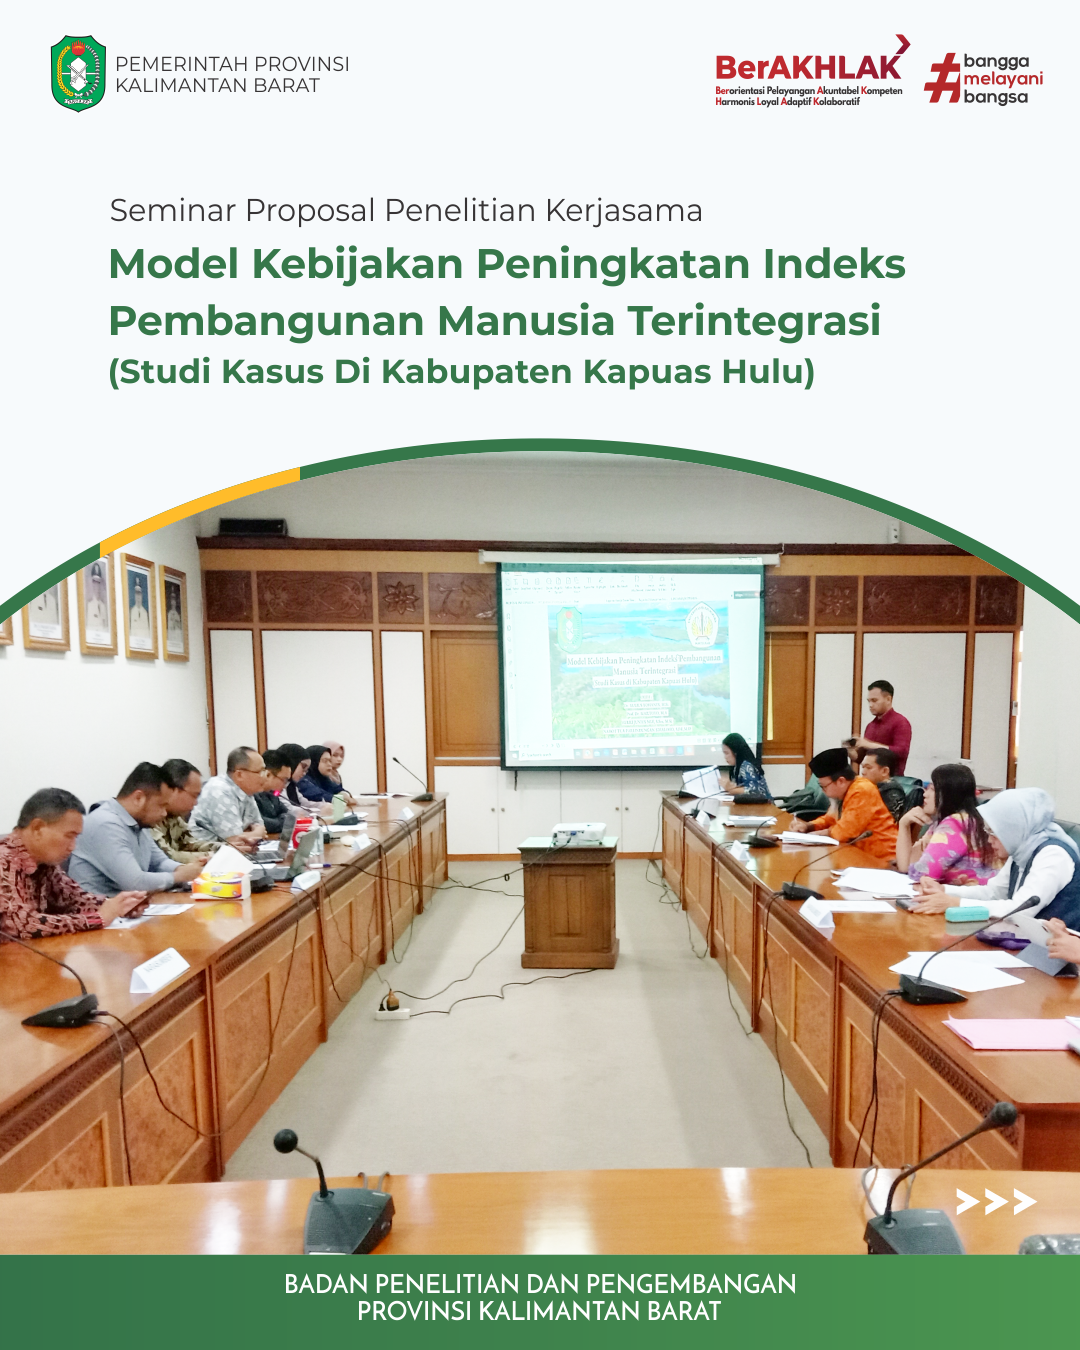 PEMERINTAH PROVINSI
KALIMANTAN BARAT
BerAKHLAK
Berorientasi Pelayangan Akuntabel Kompeten
Harmonis Loyal Adaptif Kolaboratif
#bangga
melayani
bangsa
Seminar Proposal Penelitian Kerjasama
Model Kebijakan Peningkatan Indeks
Pembangunan Manusia Terintegrasi
(Studi Kasus Di Kabupaten Kapuas Hulu)
Model Kebijakan Peningkatan Indeks Pembangunan
Manusia Terintegrasi
(Studi Kasus di Kabupaten Kapuas Hulu)
BADAN PENELITIAN DAN PENGEMBANGAN
PROVINSI KALIMANTAN BARAT